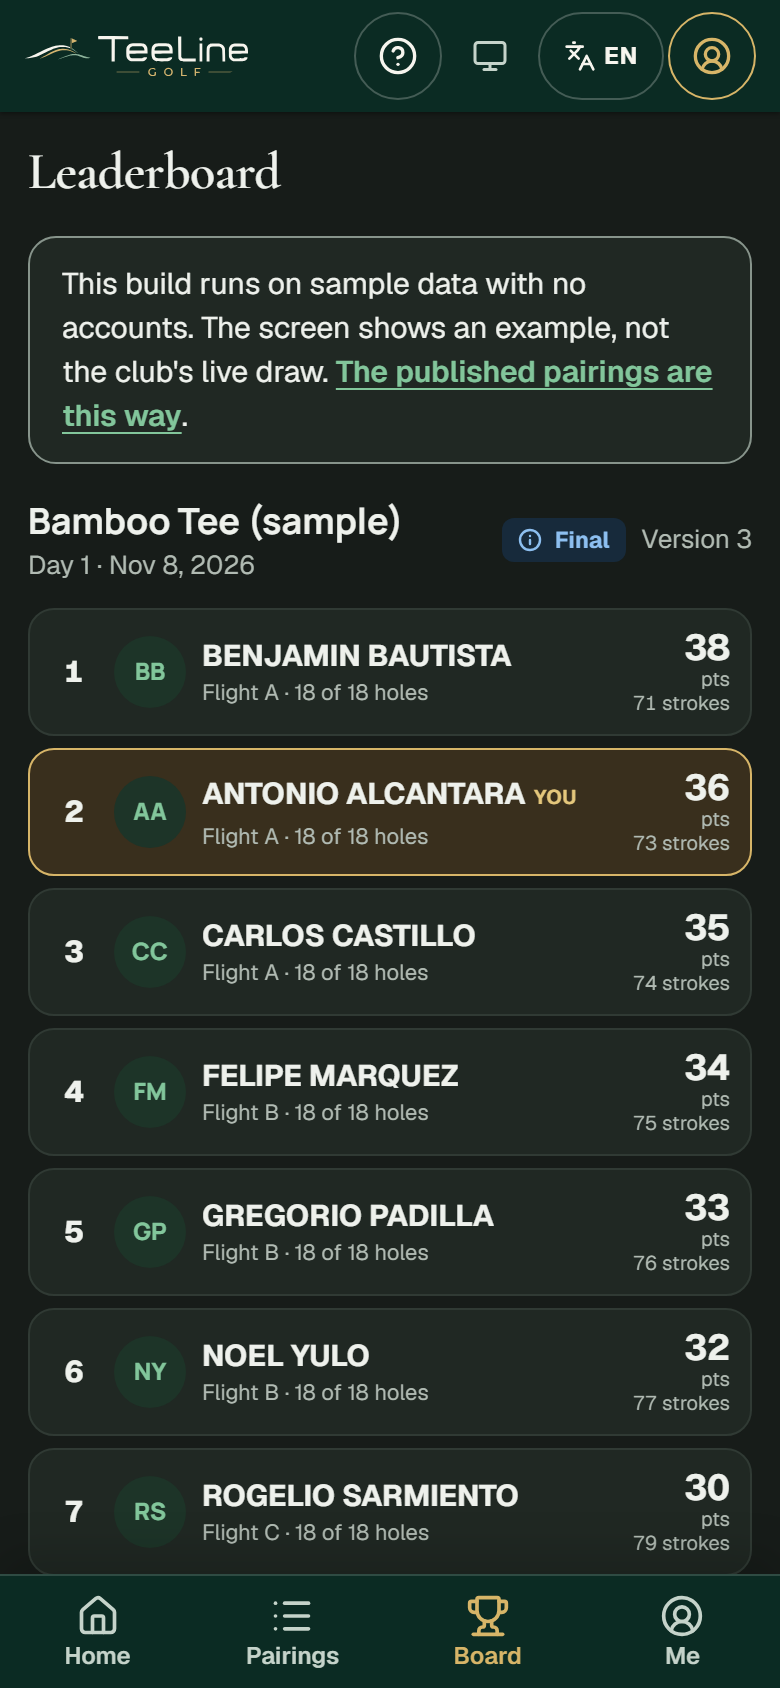 TeeLine
GOLF
EN
Leaderboard
This build runs on sample data with no
accounts. The screen shows an example, not
the club's live draw. The published pairings are
this way.
Bamboo Tee (sample)
Day 1 · Nov 8, 2026
Final
Version 3
1
BB
BENJAMIN BAUTISTA
Flight A · 18 of 18 holes
38
pts
71 strokes
2
AA
ANTONIO ALCANTARA YOU
Flight A · 18 of 18 holes
36
pts
73 strokes
3
CC
CARLOS CASTILLO
Flight A · 18 of 18 holes
35
pts
74 strokes
4
FM
FELIPE MARQUEZ
Flight B · 18 of 18 holes
34
pts
75 strokes
5
GP
GREGORIO PADILLA
Flight B · 18 of 18 holes
33
pts
76 strokes
6
NY
NOEL YULO
Flight B · 18 of 18 holes
32
pts
77 strokes
7
RS
ROGELIO SARMIENTO
Flight C · 18 of 18 holes
30
pts
79 strokes
Home
Pairings
Board
Me